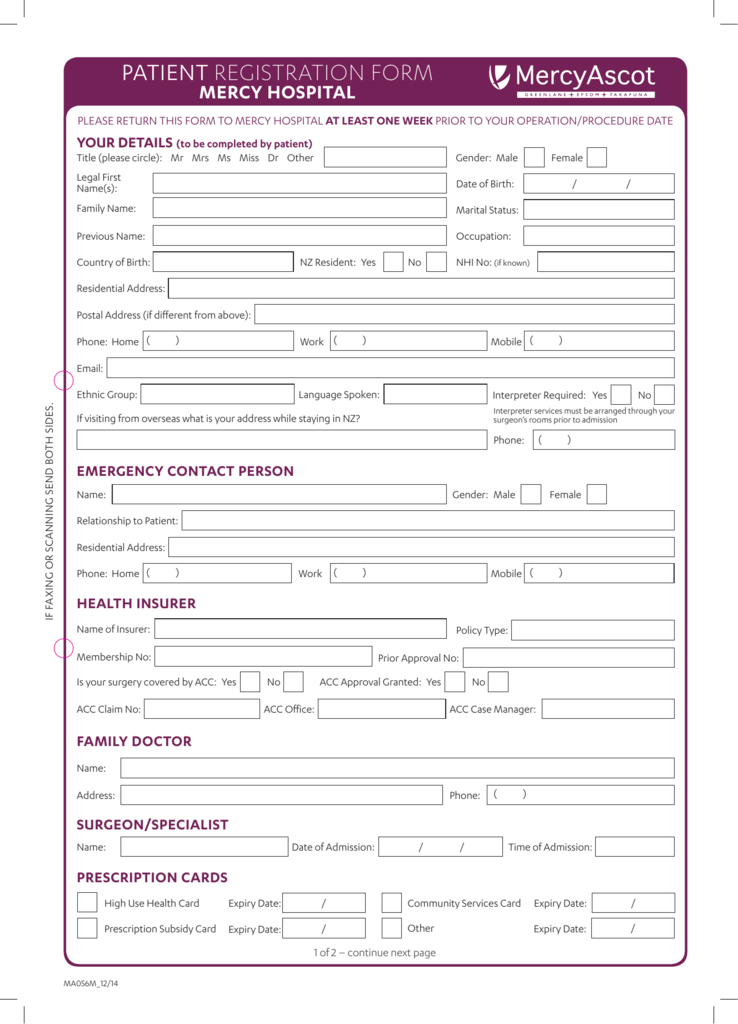 PATIENT REGISTRATION FORM
MERCY HOSPITAL
MercyAscot
GREENLANE + EPSOM + TAKAPUNA
PLEASE RETURN THIS FORM TO MERCY HOSPITAL AT LEAST ONE WEEK PRIOR TO YOUR OPERATION/PROCEDURE DATE
YOUR DETAILS (to be completed by patient)
Title (please circle): Mr Mrs Ms Miss Dr Other Gender: Male Female
Legal First
Name(s): Date of Birth: / /
Family Name: Marital Status:
Previous Name: Occupation:
Country of Birth: NZ Resident: Yes No NHI No: (if known)
Residential Address:
Postal Address (if different from above):
Phone: Home ( ) Work ( ) Mobile ( )
Email:
Ethnic Group: Language Spoken: Interpreter Required: Yes No
Interpreter services must be arranged through your
surgeon's rooms prior to admission
If visiting from overseas what is your address while staying in NZ?
Phone: ( )
EMERGENCY CONTACT PERSON
Name: Gender: Male Female
Relationship to Patient:
Residential Address:
Phone: Home ( ) Work ( ) Mobile ( )
HEALTH INSURER
Name of Insurer: Policy Type:
Membership No: Prior Approval No:
Is your surgery covered by ACC: Yes No ACC Approval Granted: Yes No
ACC Claim No: ACC Office: ACC Case Manager:
FAMILY DOCTOR
Name:
Address: Phone: ( )
SURGEON/SPECIALIST
Name: Date of Admission: / / Time of Admission:
PRESCRIPTION CARDS
High Use Health Card Expiry Date: / Community Services Card Expiry Date: /
Prescription Subsidy Card Expiry Date: / Other Expiry Date: /
1 of 2 – continue next page
MA0S6M_12/14
IF FAXING OR SCANNING SEND BOTH SIDES.